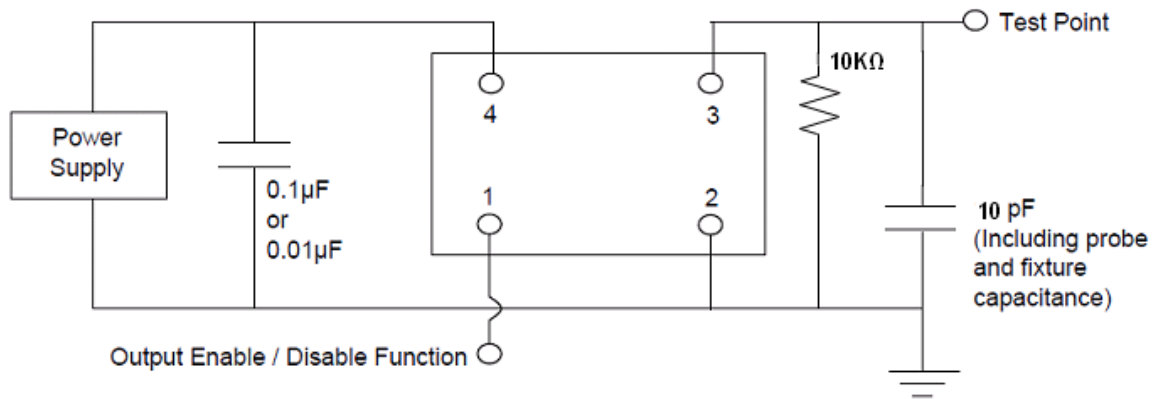 Test Point
10KΩ
4
3
Power
Supply
0.1µF
or
0.01µF
1
2
10 pF
(Including probe
and fixture
capacitance)
Output Enable / Disable Function